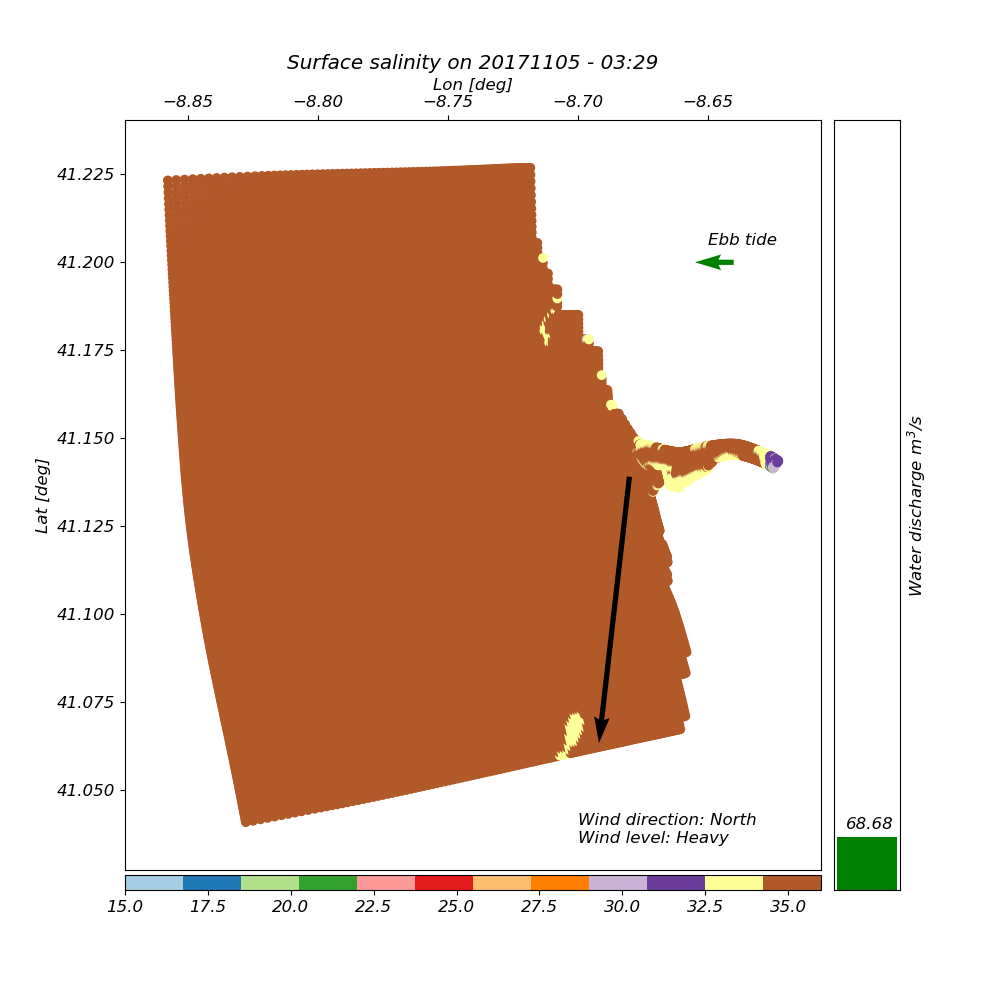 Surface salinity on 20171105 - 03:29
Lon [deg]
−8.85 −8.80 −8.75 −8.70 −8.65
41.225
Ebb tide
41.200
41.175
41.150
41.125
41.100
41.075
41.050
Lat [deg]
Wind direction: North
Wind level: Heavy
68.68
Water discharge m³/s
15.0 17.5 20.0 22.5 25.0 27.5 30.0 32.5 35.0